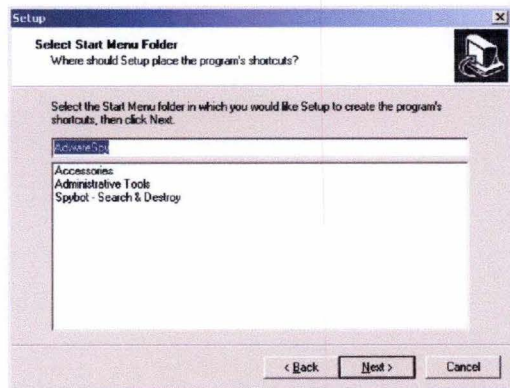 Setup
Select Start Menu Folder
Where should Setup place the program's shortcuts?
Select the Start Menu folder in which you would like Setup to create the program's
shortcuts, then click Next.
AdwareSpy
Accessories
Administrative Tools
Spybot - Search & Destroy
< Back
Next >
Cancel